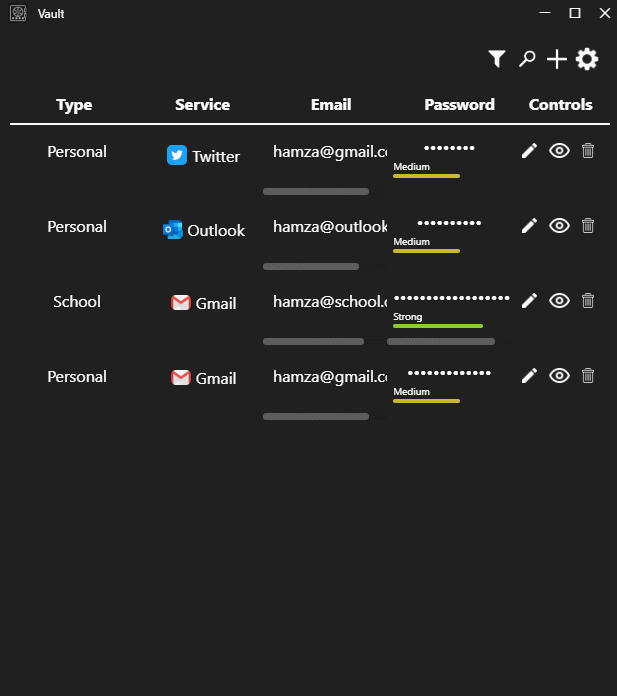 Vault
Type Service Email Password Controls
Personal Twitter hamza@gmail.c •••••••• 
Medium
Personal Outlook hamza@outlook ••••••••••
Medium
School Gmail hamza@school. ••••••••••••••••••
Strong
Personal Gmail hamza@gmail.c •••••••••••••
Medium